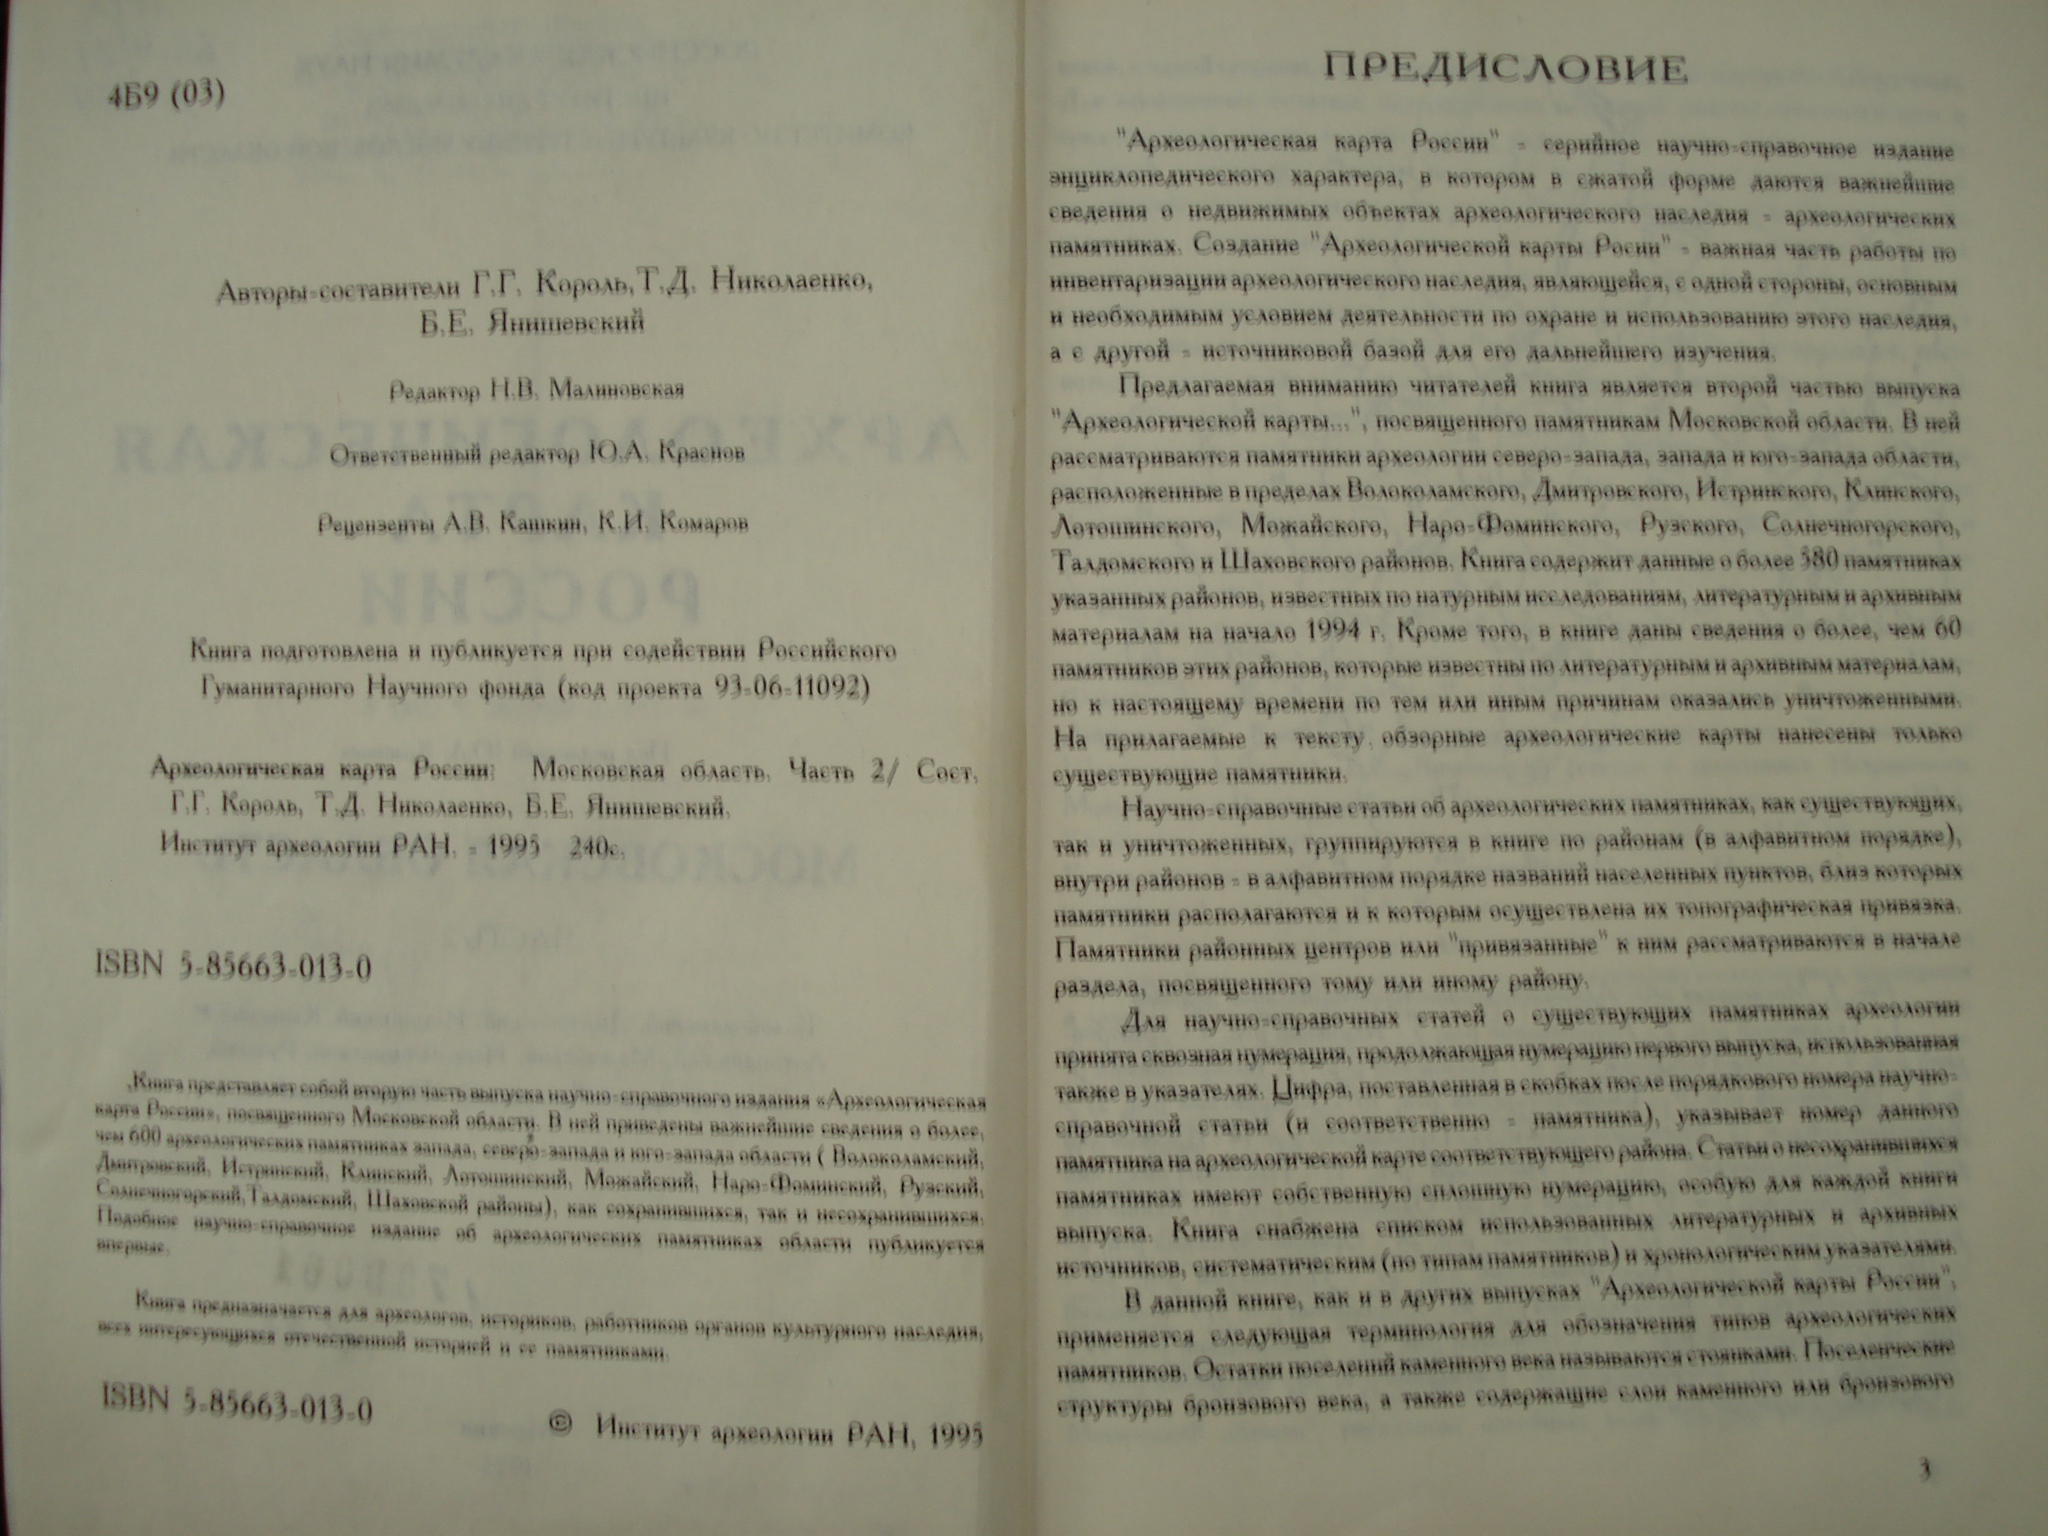 4Б9 (03)
Авторы-составители Г.Г. Король, Т.Д. Николаенко,
Б.Е. Янишевский
Редактор Н.В. Малиновская
Ответственный редактор Ю.А. Краснов
Рецензенты А.В. Кашкин, К.И. Комаров
Книга подготовлена и публикуется при содействии Российского
Гуманитарного Научного фонда (код проекта 93-06-11092)
Археологическая карта России: Московская область. Часть 2/ Сост.
Г.Г. Король, Т.Д. Николаенко, Б.Е. Янишевский.
Институт археологии РАН. - 1995 240с.
ISBN 5-85663-013-0
Книга представляет собой вторую часть выпуска научно-справочного издания «Археологическая
карта России», посвященного Московской области. В ней приведены важнейшие сведения о более,
чем 600 археологических памятниках запада, северо-запада и юго-запада области ( Волоколамский,
Дмитровский, Истринский, Клинский, Лотошинский, Можайский, Наро-Фоминский, Рузский,
Солнечногорский,Талдомский, Шаховской районы), как сохранившихся, так и несохранившихся.
Подобное научно-справочное издание об археологических памятниках области публикуется
впервые.
Книга предназначается для археологов, историков, работников органов культурного наследия,
всех интересующихся отечественной историей и ее памятниками.
ISBN 5-85663-013-0
© Институт археологии РАН, 1995
ПРЕДИСЛОВИЕ
"Археологическая карта России" - серийное научно-справочное издание
энциклопедического характера, в котором в сжатой форме даются важнейшие
сведения о недвижимых объектах археологического наследия - археологических
памятниках. Создание "Археологической карты Росии" - важная часть работы по
инвентаризации археологического наследия, являющейся, с одной стороны, основным
и необходимым условием деятельности по охране и использованию этого наследия,
а с другой - источниковой базой для его дальнейшего изучения.
Предлагаемая вниманию читателей книга является второй частью выпуска
"Археологической карты...", посвященного памятникам Московской области. В ней
рассматриваются памятники археологии северо-запада, запада и юго-запада области,
расположенные в пределах Волоколамского, Дмитровского, Истринского, Клинского,
Лотошинского, Можайского, Наро-Фоминского, Рузского, Солнечногорского,
Талдомского и Шаховского районов. Книга содержит данные о более 580 памятниках
указанных районов, известных по натурным исследованиям, литературным и архивным
материалам на начало 1994 г. Кроме того, в книге даны сведения о более, чем 60
памятников этих районов, которые известны по литературным и архивным материалам,
но к настоящему времени по тем или иным причинам оказались уничтоженными.
На прилагаемые к тексту обзорные археологические карты нанесены только
существующие памятники.
Научно-справочные статьи об археологических памятниках, как существующих,
так и уничтоженных, группируются в книге по районам (в алфавитном порядке),
внутри районов - в алфавитном порядке названий населенных пунктов, близ которых
памятники располагаются и к которым осуществлена их топографическая привязка.
Памятники районных центров или "привязанные" к ним рассматриваются в начале
раздела, посвященного тому или иному району.
Для научно-справочных статей о существующих памятниках археологии
принята сквозная нумерация, продолжающая нумерацию первого выпуска, использованная
также в указателях. Цифра, поставленная в скобках после порядкового номера научно-
справочной статьи (и соответственно - памятника), указывает номер данного
памятника на археологической карте соответствующего района. Статьи о несохранившихся
памятниках имеют собственную сплошную нумерацию, особую для каждой книги
выпуска. Книга снабжена списком использованных литературных и архивных
источников, систематическим (по типам памятников) и хронологическим указателями.
В данной книге, как и в других выпусках "Археологической карты России",
применяется следующая терминология для обозначения типов археологических
памятников. Остатки поселений каменного века называются стоянками. Поселенческие
структуры бронзового века, а также содержащие слои каменного или бронзового
3